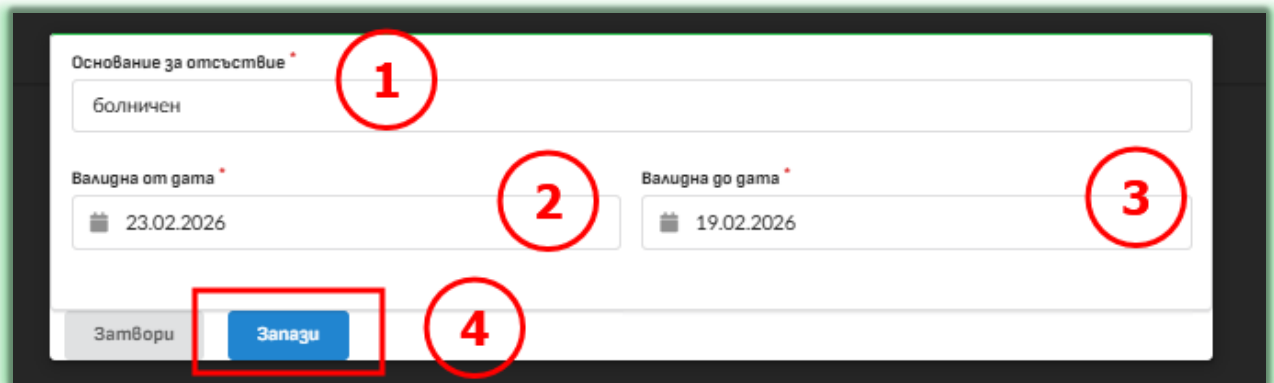 Основание за отсъствие *
1
болничен
Валидна от дата *
2
Валидна до дата *
3
23.02.2026
19.02.2026
Затвори
Запази
4